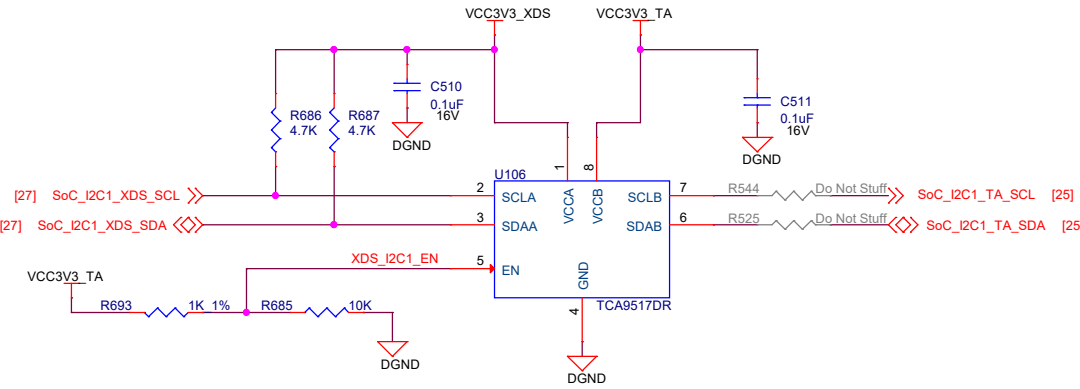 VCC3V3_XDS
VCC3V3_TA
R686
4.7K
R687
4.7K
C510
0.1uF
16V
DGND
C511
0.1uF
16V
DGND
U106
1
8
VCCA
VCCB
[27] SoC_I2C1_XDS_SCL
2
SCLA
SCLB
7
R544
Do Not Stuff
SoC_I2C1_TA_SCL [25]
[27] SoC_I2C1_XDS_SDA
3
SDAA
SDAB
6
R525
Do Not Stuff
SoC_I2C1_TA_SDA [25
XDS_I2C1_EN
5
EN
GND
VCC3V3_TA
R693
1K_1%
R685
10K
4
TCA9517DR
DGND
DGND